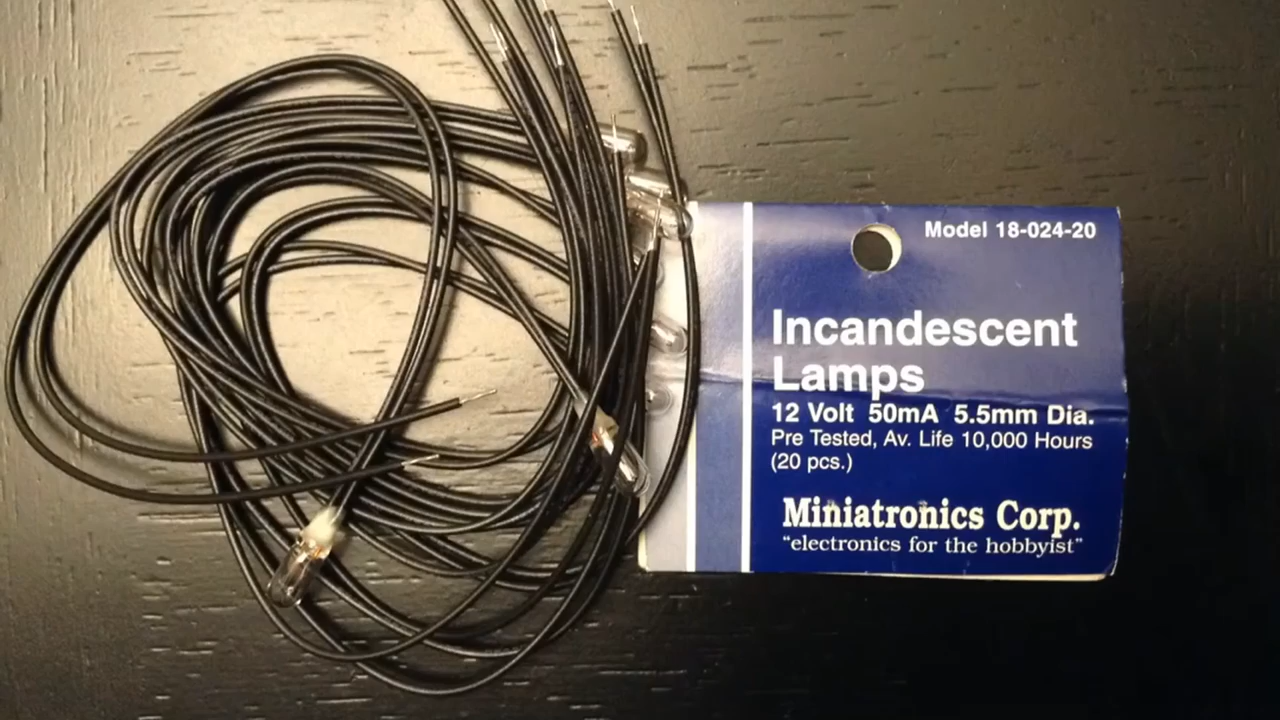 Model 18-024-20
Incandescent
Lamps
12 Volt 50mA 5.5mm Dia.
Pre Tested, Av. Life 10,000 Hours
(20 pcs.)
Miniatronics Corp.
"electronics for the hobbyist"